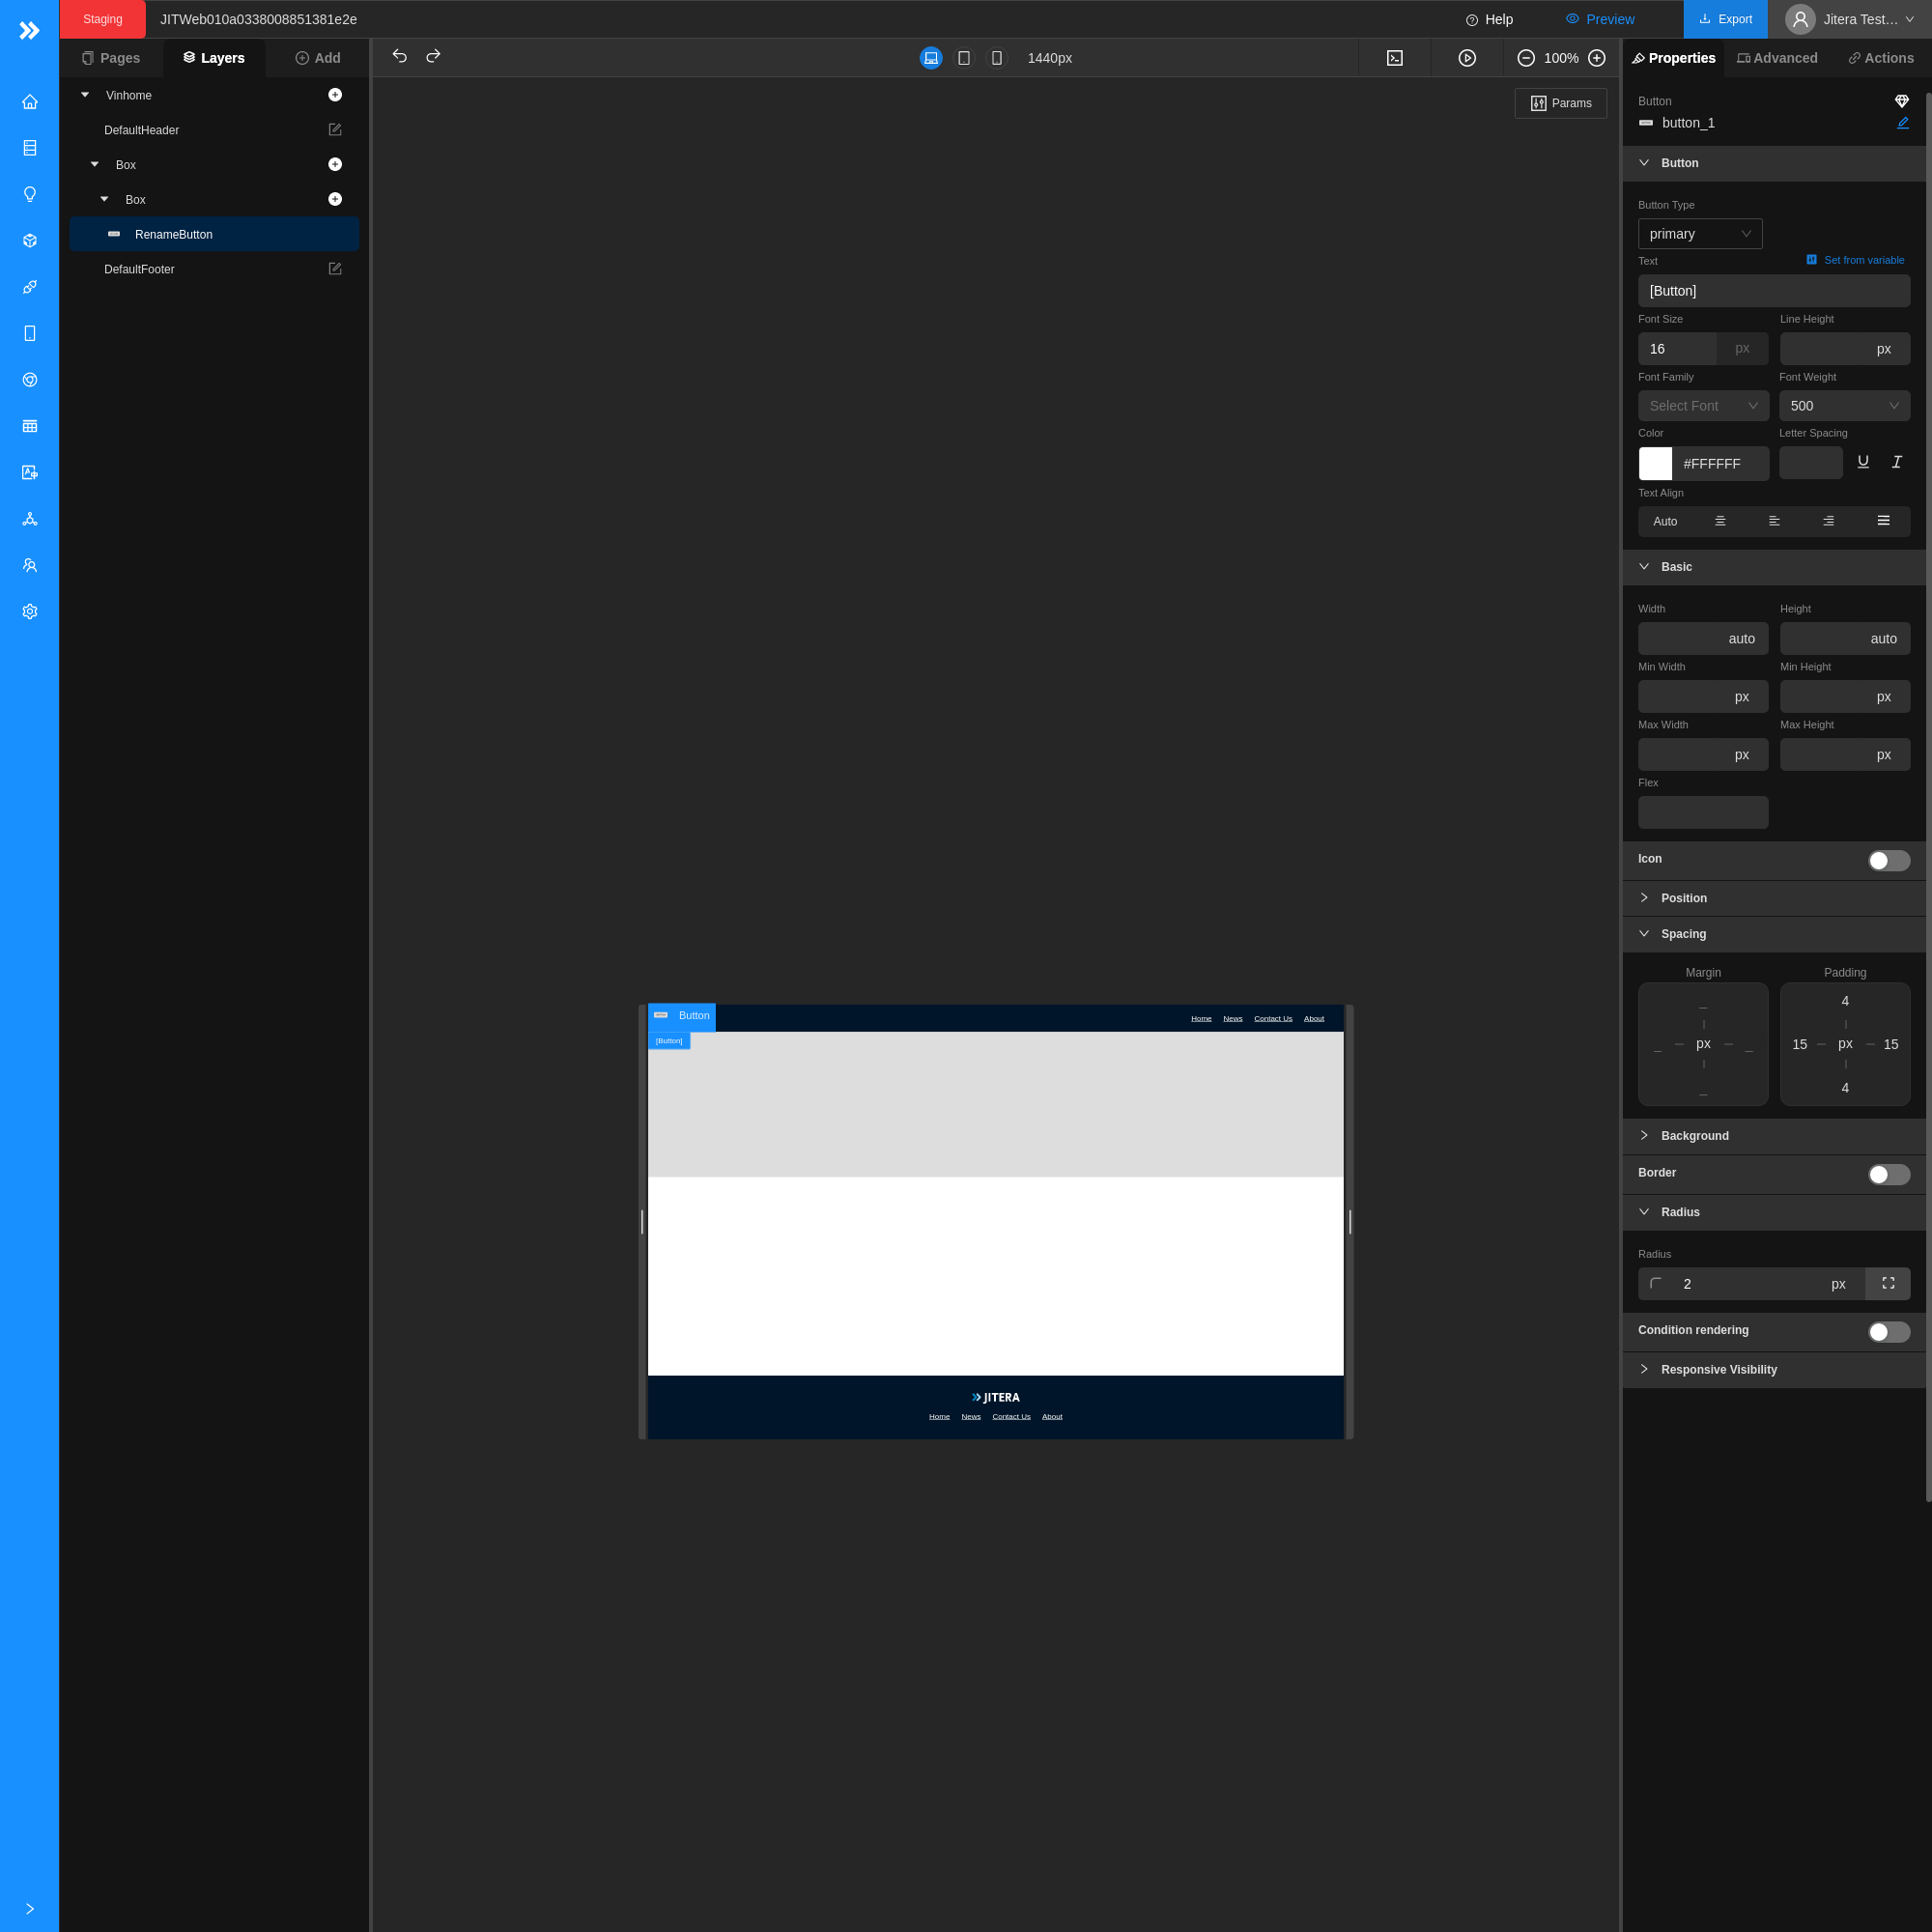 Staging
JITWeb010a0338008851381e2e
Help
Preview
Export
Jitera Test...
Pages
Layers
Add
1440px
100%
Properties
Advanced
Actions
Vinhome
DefaultHeader
Box
Box
RenameButton
DefaultFooter
Params
Button
Home
News
Contact Us
About
[Button]
JITERA
Home
News
Contact Us
About
Button
button_1
Button
Button Type
primary
Text
Set from variable
[Button]
Font Size
Line Height
16
px
px
Font Family
Font Weight
Select Font
500
Color
Letter Spacing
#FFFFFF
Text Align
Auto
Basic
Width
Height
auto
auto
Min Width
Min Height
px
px
Max Width
Max Height
px
px
Flex
Icon
Position
Spacing
Margin
Padding
_
4
_
px
_
15
px
15
_
4
Background
Border
Radius
Radius
2
px
Condition rendering
Responsive Visibility